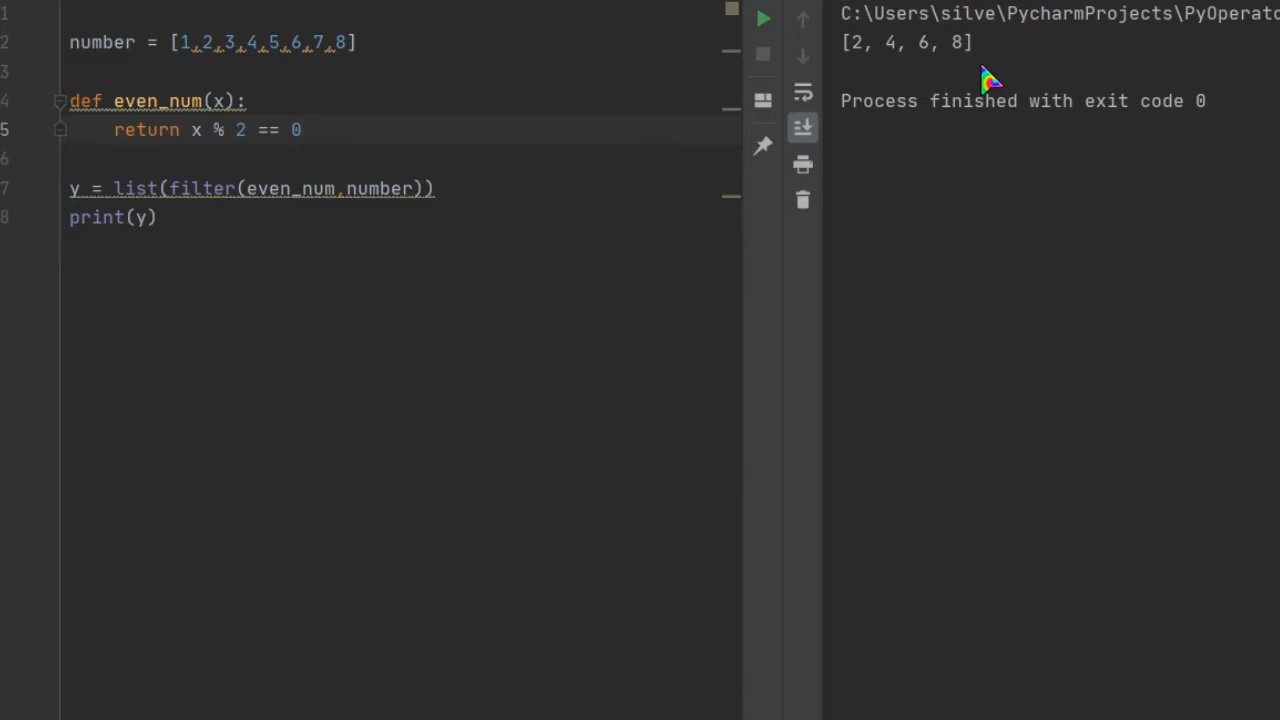 1
2 number = [1,2,3,4,5,6,7,8]
3
4 def even_num(x):
5     return x % 2 == 0
6
7 y = list(filter(even_num,number))
8 print(y)
C:\Users\silve\PycharmProjects\PyOperato
[2, 4, 6, 8]
Process finished with exit code 0